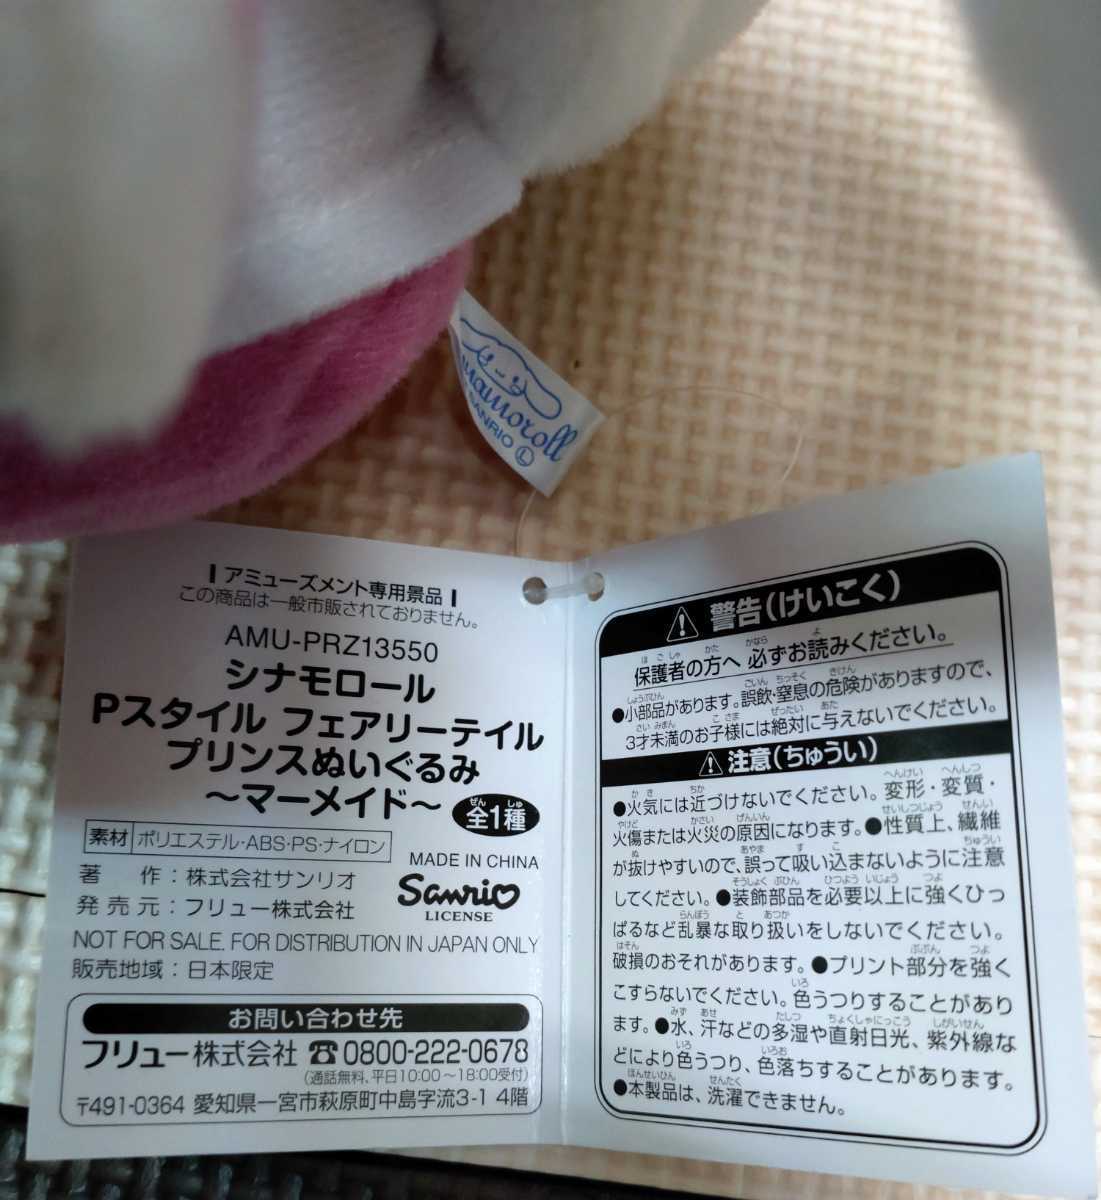 namoroll
SANRIO Ⓛ
アミューズメント専用景品
この商品は一般市販されておりません。
AMU-PRZ13550
シナモロール
Pスタイル フェアリーテイル
プリンスぬいぐるみ
～マーメイド～ 全1種
ぜん しゅ
素材 ポリエステル・ABS・PS・ナイロン
MADE IN CHINA
著 作：株式会社サンリオ
Sanrio
LICENSE
発売元：フリュー株式会社
NOT FOR SALE. FOR DISTRIBUTION IN JAPAN ONLY
販売地域：日本限定
お問い合わせ先
フリュー株式会社 ☎0800-222-0678
(通話無料、平日10:00～18:00受付)
〒491-0364 愛知県一宮市萩原町中島字流3-1 4階
警告(けいこく)
保護者の方へ 必ずお読みください。
●小部品があります。誤飲・窒息の危険がありますので、
3才未満のお子様には絶対に与えないでください。
注意(ちゅうい)
●火気には近づけないでください。変形・変質・
火傷または火災の原因になります。●性質上、繊維
が抜けやすいので、誤って吸い込まないように注意
してください。●装飾部品を必要以上に強くひっ
ぱるなど乱暴な取り扱いをしないでください。
破損のおそれがあります。●プリント部分を強く
こすらないでください。色うつりすることがあり
ます。●水、汗などの多湿や直射日光、紫外線な
どにより色うつり、色落ちすることがあります。
●本製品は、洗濯できません。